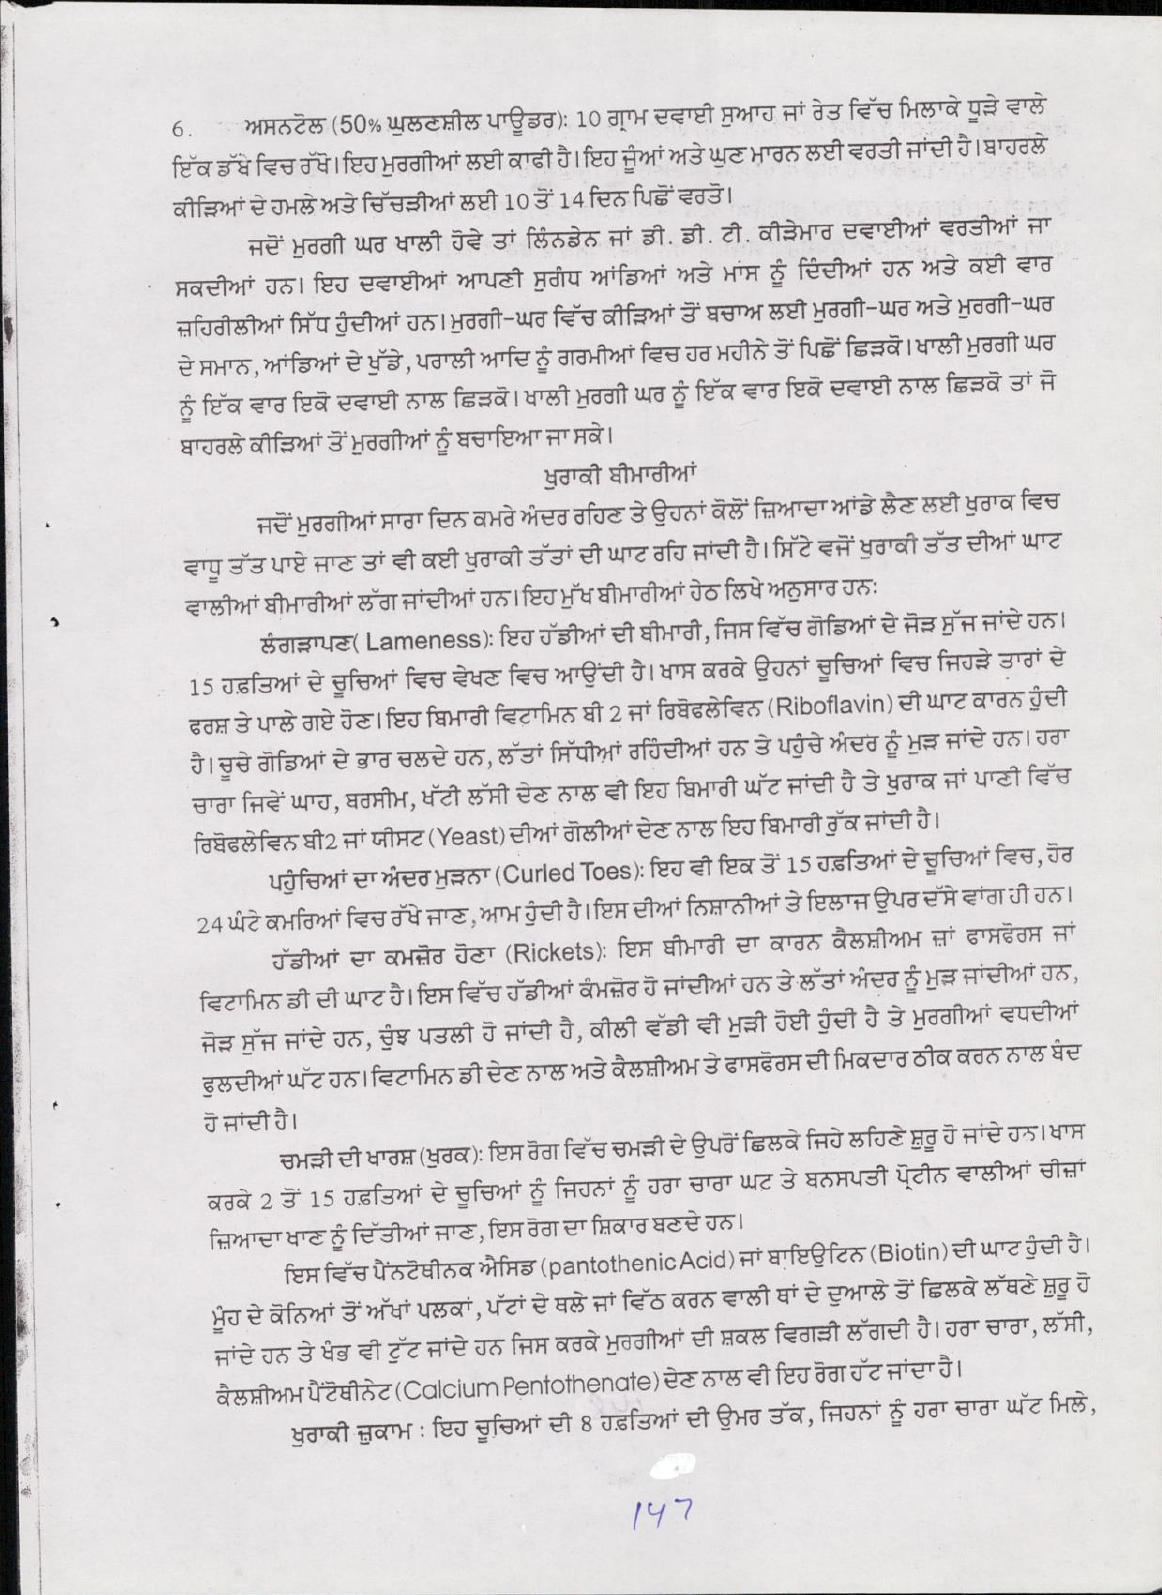 6. ਅਸਨਟੋਲ (50% ਘੁਲਣਸ਼ੀਲ ਪਾਊਡਰ): 10 ਗ੍ਰਾਮ ਦਵਾਈ ਸੁਆਹ ਜਾਂ ਰੇਤ ਵਿੱਚ ਮਿਲਾਕੇ ਧੂੜੇ ਵਾਲੇ
ਇੱਕ ਡੱਬੇ ਵਿਚ ਰੱਖੋ। ਇਹ ਮੁਰਗੀਆਂ ਲਈ ਕਾਫੀ ਹੈ। ਇਹ ਜੂੰਆਂ ਅਤੇ ਘੁਣ ਮਾਰਨ ਲਈ ਵਰਤੀ ਜਾਂਦੀ ਹੈ। ਬਾਹਰਲੇ
ਕੀੜਿਆਂ ਦੇ ਹਮਲੇ ਅਤੇ ਚਿੱਚੜੀਆਂ ਲਈ 10 ਤੋਂ 14 ਦਿਨ ਪਿਛੋਂ ਵਰਤੋ।
ਜਦੋਂ ਮੁਰਗੀ ਘਰ ਖਾਲੀ ਹੋਵੇ ਤਾਂ ਲਿੰਨਡੇਨ ਜਾਂ ਡੀ. ਡੀ. ਟੀ. ਕੀੜੇਮਾਰ ਦਵਾਈਆਂ ਵਰਤੀਆਂ ਜਾ
ਸਕਦੀਆਂ ਹਨ। ਇਹ ਦਵਾਈਆਂ ਆਪਣੀ ਸੁਗੰਧ ਆਂਡਿਆਂ ਅਤੇ ਮਾਂਸ ਨੂੰ ਦਿੰਦੀਆਂ ਹਨ ਅਤੇ ਕਈ ਵਾਰ
ਜ਼ਹਿਰੀਲੀਆਂ ਸਿੱਧ ਹੁੰਦੀਆਂ ਹਨ। ਮੁਰਗੀ-ਘਰ ਵਿੱਚ ਕੀੜਿਆਂ ਤੋਂ ਬਚਾਅ ਲਈ ਮੁਰਗੀ-ਘਰ ਅਤੇ ਮੁਰਗੀ-ਘਰ
ਦੇ ਸਮਾਨ, ਆਂਡਿਆਂ ਦੇ ਖੁੱਡੇ, ਪਰਾਲੀ ਆਦਿ ਨੂੰ ਗਰਮੀਆਂ ਵਿਚ ਹਰ ਮਹੀਨੇ ਤੋਂ ਪਿਛੋਂ ਛਿੜਕੋ। ਖਾਲੀ ਮੁਰਗੀ ਘਰ
ਨੂੰ ਇੱਕ ਵਾਰ ਇਕੋ ਦਵਾਈ ਨਾਲ ਛਿੜਕੋ। ਖਾਲੀ ਮੁਰਗੀ ਘਰ ਨੂੰ ਇੱਕ ਵਾਰ ਇਕੋ ਦਵਾਈ ਨਾਲ ਛਿੜਕੋ ਤਾਂ ਜੋ
ਬਾਹਰਲੇ ਕੀੜਿਆਂ ਤੋਂ ਮੁਰਗੀਆਂ ਨੂੰ ਬਚਾਇਆ ਜਾ ਸਕੇ।
ਖੁਰਾਕੀ ਬੀਮਾਰੀਆਂ
ਜਦੋਂ ਮੁਰਗੀਆਂ ਸਾਰਾ ਦਿਨ ਕਮਰੇ ਅੰਦਰ ਰਹਿਣ ਤੇ ਉਹਨਾਂ ਕੋਲੋਂ ਜ਼ਿਆਦਾ ਆਂਡੇ ਲੈਣ ਲਈ ਖੁਰਾਕ ਵਿਚ
ਵਾਧੂ ਤੱਤ ਪਾਏ ਜਾਣ ਤਾਂ ਵੀ ਕਈ ਖੁਰਾਕੀ ਤੱਤਾਂ ਦੀ ਘਾਟ ਰਹਿ ਜਾਂਦੀ ਹੈ। ਸਿੱਟੇ ਵਜੋਂ ਖੁਰਾਕੀ ਤੱਤ ਦੀਆਂ ਘਾਟ
ਵਾਲੀਆਂ ਬੀਮਾਰੀਆਂ ਲੱਗ ਜਾਂਦੀਆਂ ਹਨ। ਇਹ ਮੁੱਖ ਬੀਮਾਰੀਆਂ ਹੇਠ ਲਿਖੇ ਅਨੁਸਾਰ ਹਨ:
ਲੰਗੜਾਪਣ( Lameness): ਇਹ ਹੱਡੀਆਂ ਦੀ ਬੀਮਾਰੀ, ਜਿਸ ਵਿੱਚ ਗੋਡਿਆਂ ਦੇ ਜੋੜ ਸੁੱਜ ਜਾਂਦੇ ਹਨ।
15 ਹਫ਼ਤਿਆਂ ਦੇ ਚੂਚਿਆਂ ਵਿਚ ਵੇਖਣ ਵਿਚ ਆਉਂਦੀ ਹੈ। ਖਾਸ ਕਰਕੇ ਉਹਨਾਂ ਚੂਚਿਆਂ ਵਿਚ ਜਿਹੜੇ ਤਾਰਾਂ ਦੇ
ਫਰਸ਼ ਤੇ ਪਾਲੇ ਗਏ ਹੋਣ। ਇਹ ਬਿਮਾਰੀ ਵਿਟਾਮਿਨ ਬੀ 2 ਜਾਂ ਰਿਬੋਫਲੇਵਿਨ (Riboflavin) ਦੀ ਘਾਟ ਕਾਰਨ ਹੁੰਦੀ
ਹੈ। ਚੂਚੇ ਗੋਡਿਆਂ ਦੇ ਭਾਰ ਚਲਦੇ ਹਨ, ਲੱਤਾਂ ਸਿੱਧੀਆਂ ਰਹਿੰਦੀਆਂ ਹਨ ਤੇ ਪਹੁੰਚੇ ਅੰਦਰ ਨੂੰ ਮੁੜ ਜਾਂਦੇ ਹਨ। ਹਰਾ
ਚਾਰਾ ਜਿਵੇਂ ਘਾਹ, ਬਰਸੀਮ, ਖੱਟੀ ਲੱਸੀ ਦੇਣ ਨਾਲ ਵੀ ਇਹ ਬਿਮਾਰੀ ਘੱਟ ਜਾਂਦੀ ਹੈ ਤੇ ਖੁਰਾਕ ਜਾਂ ਪਾਣੀ ਵਿੱਚ
ਰਿਬੋਫਲੇਵਿਨ ਬੀ2 ਜਾਂ ਯੀਸਟ (Yeast) ਦੀਆਂ ਗੋਲੀਆਂ ਦੇਣ ਨਾਲ ਇਹ ਬਿਮਾਰੀ ਰੁੱਕ ਜਾਂਦੀ ਹੈ।
ਪਹੁੰਚਿਆਂ ਦਾ ਅੰਦਰ ਮੁੜਨਾ (Curled Toes): ਇਹ ਵੀ ਇਕ ਤੋਂ 15 ਹਫ਼ਤਿਆਂ ਦੇ ਚੂਚਿਆਂ ਵਿਚ, ਹੋਰ
24 ਘੰਟੇ ਕਮਰਿਆਂ ਵਿਚ ਰੱਖੇ ਜਾਣ, ਆਮ ਹੁੰਦੀ ਹੈ। ਇਸ ਦੀਆਂ ਨਿਸ਼ਾਨੀਆਂ ਤੇ ਇਲਾਜ ਉਪਰ ਦੱਸੇ ਵਾਂਗ ਹੀ ਹਨ।
ਹੱਡੀਆਂ ਦਾ ਕਮਜ਼ੋਰ ਹੋਣਾ (Rickets): ਇਸ ਬੀਮਾਰੀ ਦਾ ਕਾਰਨ ਕੈਲਸ਼ੀਅਮ ਜ਼ਾਂ ਫਾਸਫੋਰਸ ਜਾਂ
ਵਿਟਾਮਿਨ ਡੀ ਦੀ ਘਾਟ ਹੈ। ਇਸ ਵਿੱਚ ਹੱਡੀਆਂ ਕੰਮਜ਼ੋਰ ਹੋ ਜਾਂਦੀਆਂ ਹਨ ਤੇ ਲੱਤਾਂ ਅੰਦਰ ਨੂੰ ਮੁੜ ਜਾਂਦੀਆਂ ਹਨ,
ਜੋੜ ਸੁੱਜ ਜਾਂਦੇ ਹਨ, ਚੁੰਝ ਪਤਲੀ ਹੋ ਜਾਂਦੀ ਹੈ, ਕੀਲੀ ਵੱਡੀ ਵੀ ਮੁੜੀ ਹੋਈ ਹੁੰਦੀ ਹੈ ਤੇ ਮੁਰਗੀਆਂ ਵਧਦੀਆਂ
ਫੁਲਦੀਆਂ ਘੱਟ ਹਨ। ਵਿਟਾਮਿਨ ਡੀ ਦੇਣ ਨਾਲ ਅਤੇ ਕੈਲਸ਼ੀਅਮ ਤੇ ਫਾਸਫੋਰਸ ਦੀ ਮਿਕਦਾਰ ਠੀਕ ਕਰਨ ਨਾਲ ਬੰਦ
ਹੋ ਜਾਂਦੀ ਹੈ।
ਚਮੜੀ ਦੀ ਖਾਰਸ਼ (ਖੁਰਕ): ਇਸ ਰੋਗ ਵਿੱਚ ਚਮੜੀ ਦੇ ਉਪਰੋਂ ਛਿਲਕੇ ਜਿਹੇ ਲਹਿਣੇ ਸ਼ੁਰੂ ਹੋ ਜਾਂਦੇ ਹਨ। ਖਾਸ
ਕਰਕੇ 2 ਤੋਂ 15 ਹਫ਼ਤਿਆਂ ਦੇ ਚੂਚਿਆਂ ਨੂੰ ਜਿਹਨਾਂ ਨੂੰ ਹਰਾ ਚਾਰਾ ਘਟ ਤੇ ਬਨਸਪਤੀ ਪ੍ਰੋਟੀਨ ਵਾਲੀਆਂ ਚੀਜ਼ਾਂ
ਜ਼ਿਆਦਾ ਖਾਣ ਨੂੰ ਦਿੱਤੀਆਂ ਜਾਣ, ਇਸ ਰੋਗ ਦਾ ਸ਼ਿਕਾਰ ਬਣਦੇ ਹਨ।
ਇਸ ਵਿੱਚ ਪੈਂਨਟੋਥੀਨਕ ਐਸਿਡ (pantothenic Acid) ਜਾਂ ਬਾਇਉਟਿਨ (Biotin) ਦੀ ਘਾਟ ਹੁੰਦੀ ਹੈ।
ਮੂੰਹ ਦੇ ਕੋਨਿਆਂ ਤੋਂ ਅੱਖਾਂ ਪਲਕਾਂ, ਪੱਟਾਂ ਦੇ ਥਲੇ ਜਾਂ ਵਿੱਠ ਕਰਨ ਵਾਲੀ ਥਾਂ ਦੇ ਦੁਆਲੇ ਤੋਂ ਛਿਲਕੇ ਲੱਥਣੇ ਸ਼ੁਰੂ ਹੋ
ਜਾਂਦੇ ਹਨ ਤੇ ਖੰਭ ਵੀ ਟੁੱਟ ਜਾਂਦੇ ਹਨ ਜਿਸ ਕਰਕੇ ਮੁਰਗੀਆਂ ਦੀ ਸ਼ਕਲ ਵਿਗੜੀ ਲੱਗਦੀ ਹੈ। ਹਰਾ ਚਾਰਾ, ਲੱਸੀ,
ਕੈਲਸ਼ੀਅਮ ਪੈਂਟੋਥੀਨੇਟ (Calcium Pentothenate) ਦੇਣ ਨਾਲ ਵੀ ਇਹ ਰੋਗ ਹੱਟ ਜਾਂਦਾ ਹੈ।
ਖੁਰਾਕੀ ਜ਼ੁਕਾਮ : ਇਹ ਚੂਚਿਆਂ ਦੀ 8 ਹਫ਼ਤਿਆਂ ਦੀ ਉਮਰ ਤੱਕ, ਜਿਹਨਾਂ ਨੂੰ ਹਰਾ ਚਾਰਾ ਘੱਟ ਮਿਲੇ,
147